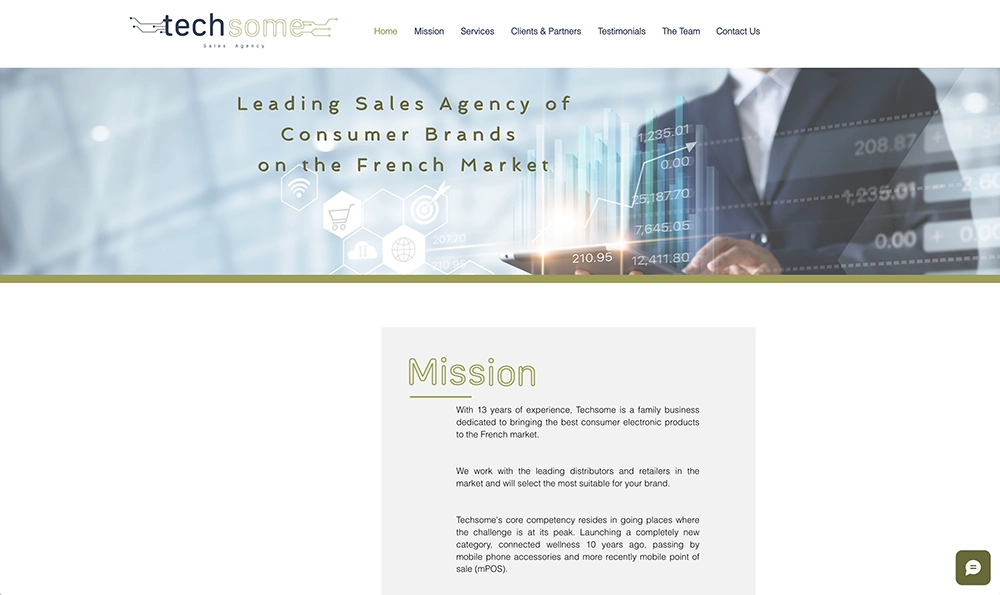 techsome
Sales Agency
Home Mission Services Clients & Partners Testimonials The Team Contact Us
Leading Sales Agency of
Consumer Brands
on the French Market
1,235.01
0.00
25,187.70
7,645.05
210.95 12,411.80
207.70
210.95
208.87
1,235.01
0.00
Mission
With 13 years of experience, Techsome is a family business
dedicated to bringing the best consumer electronic products
to the French market.
We work with the leading distributors and retailers in the
market and will select the most suitable for your brand.
Techsome's core competency resides in going places where
the challenge is at its peak. Launching a completely new
category, connected wellness 10 years ago, passing by
mobile phone accessories and more recently mobile point of
sale (mPOS).